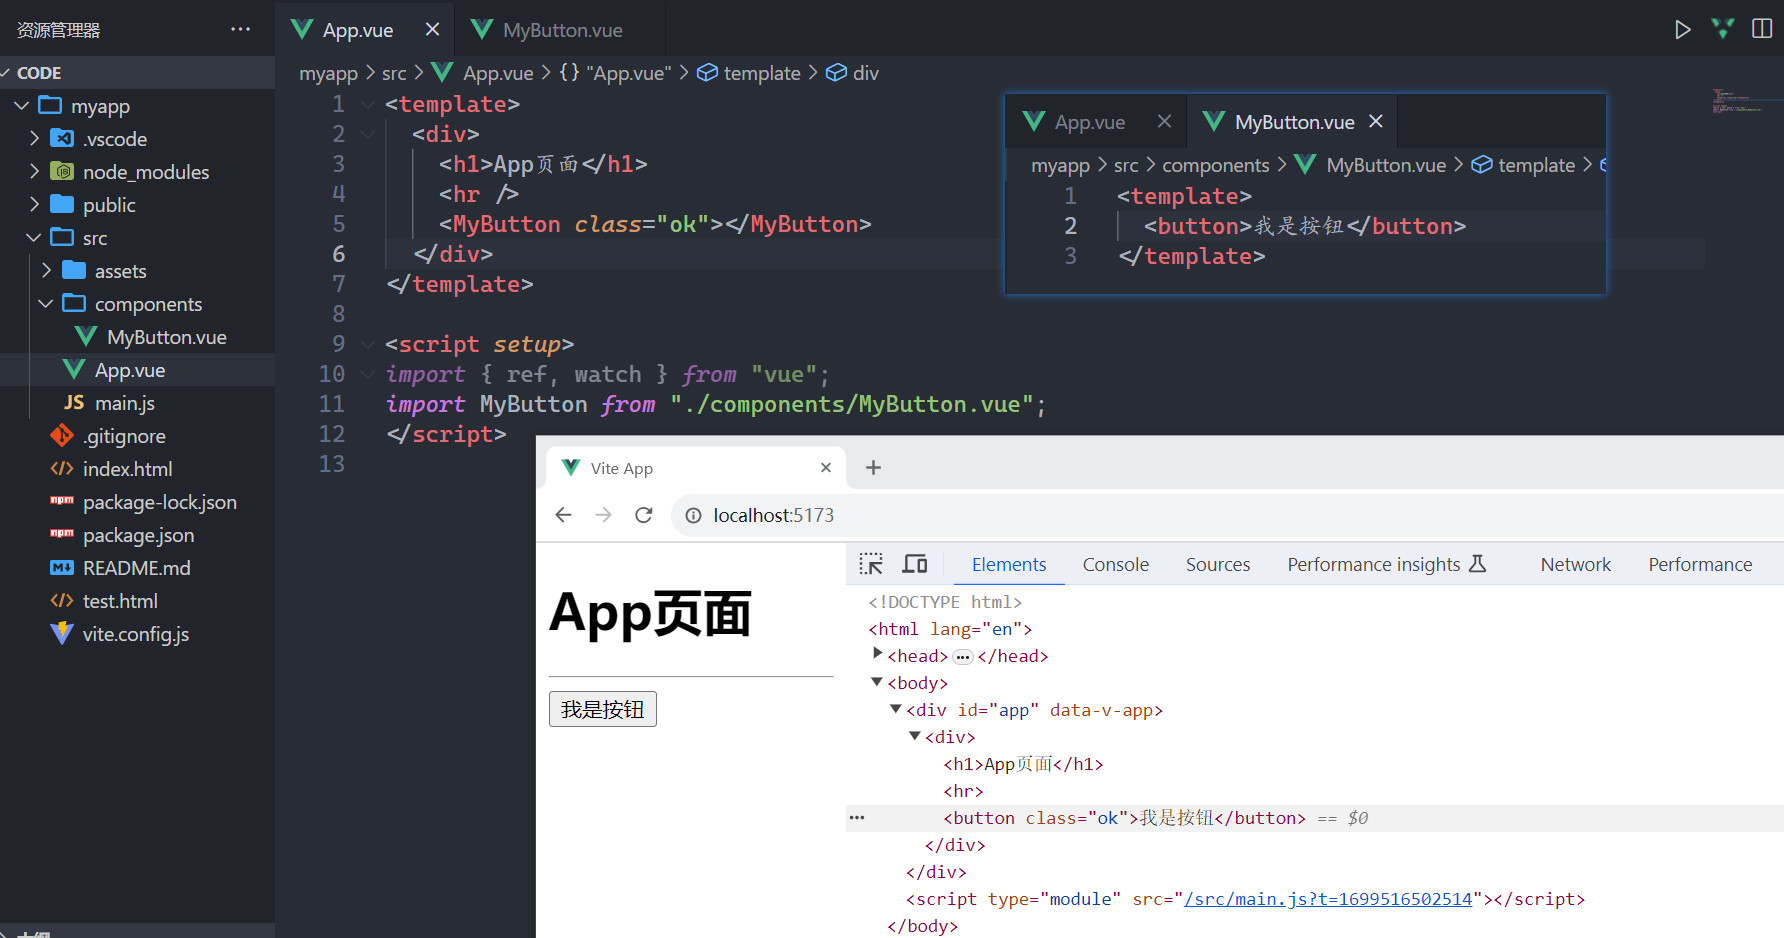 资源管理器 ···
CODE
myapp
.vscode
node_modules
public
src
assets
components
MyButton.vue
App.vue
JS main.js
.gitignore
index.html
npm package-lock.json
npm package.json
README.md
test.html
vite.config.js
App.vue MyButton.vue
myapp > src > App.vue > {} "App.vue" > template > div
1 <template>
2 <div>
3 <h1>App页面</h1>
4 <hr />
5 <MyButton class="ok"></MyButton>
6 </div>
7 </template>
8
9 <script setup>
10 import { ref, watch } from "vue";
11 import MyButton from "./components/MyButton.vue";
12 </script>
13
App.vue MyButton.vue
myapp > src > components > MyButton.vue > template >
1 <template>
2 <button>我是按钮</button>
3 </template>
Vite App
localhost:5173
App页面
我是按钮
Elements Console Sources Performance insights Network Performance
<!DOCTYPE html>
<html lang="en">
<head>···</head>
<body>
<div id="app" data-v-app>
<div>
<h1>App页面</h1>
<hr>
··· <button class="ok">我是按钮</button> == $0
</div>
</div>
<script type="module" src="/src/main.js?t=1699516502514"></script>
</body>